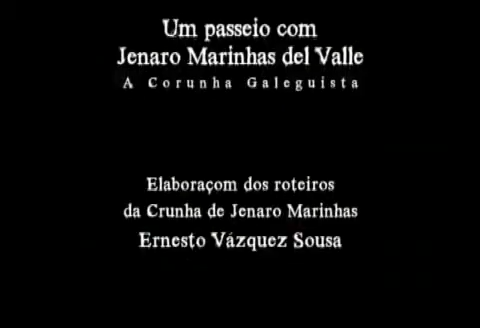 Um passeio com
Jenaro Marinhas del Valle
A Corunha Galeguista
Elaboraçom dos roteiros
da Crunha de Jenaro Marinhas
Ernesto Vázquez Sousa